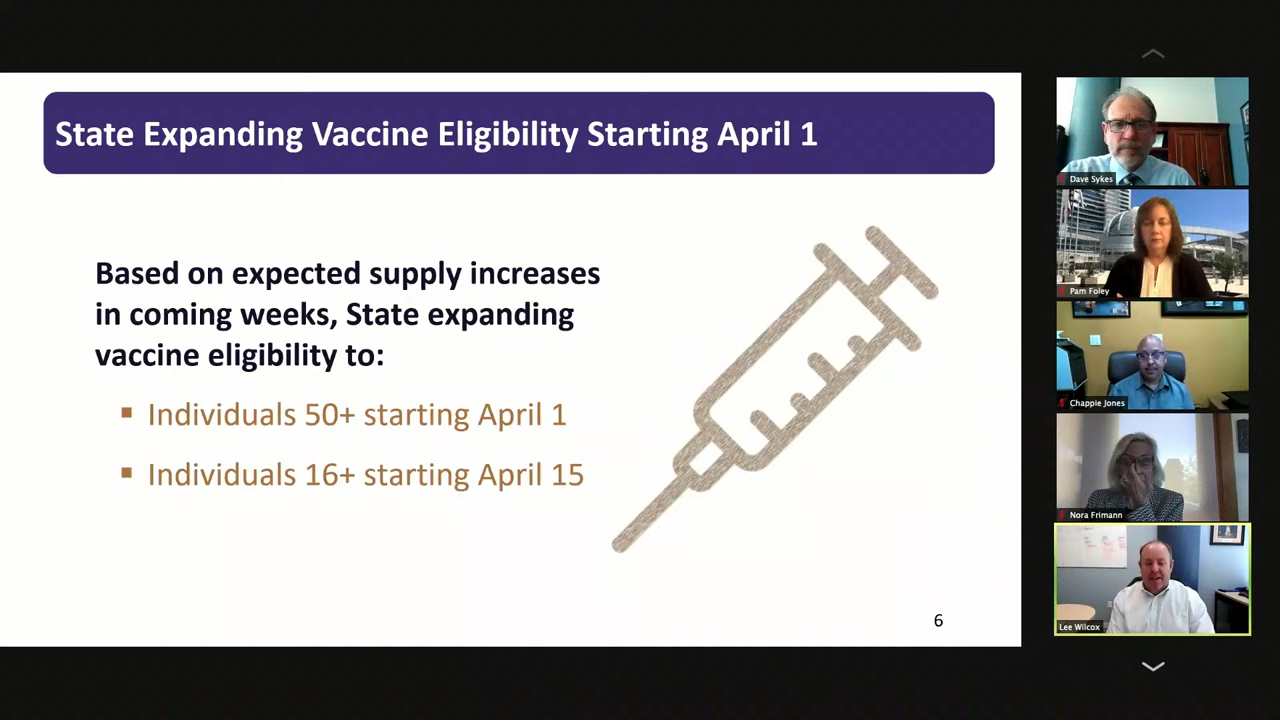 State Expanding Vaccine Eligibility Starting April 1
Based on expected supply increases
in coming weeks, State expanding
vaccine eligibility to:
▪ Individuals 50+ starting April 1
▪ Individuals 16+ starting April 15
6
Dave Sykes
Pam Foley
Chappie Jones
Nora Frimann
Lee Wilcox